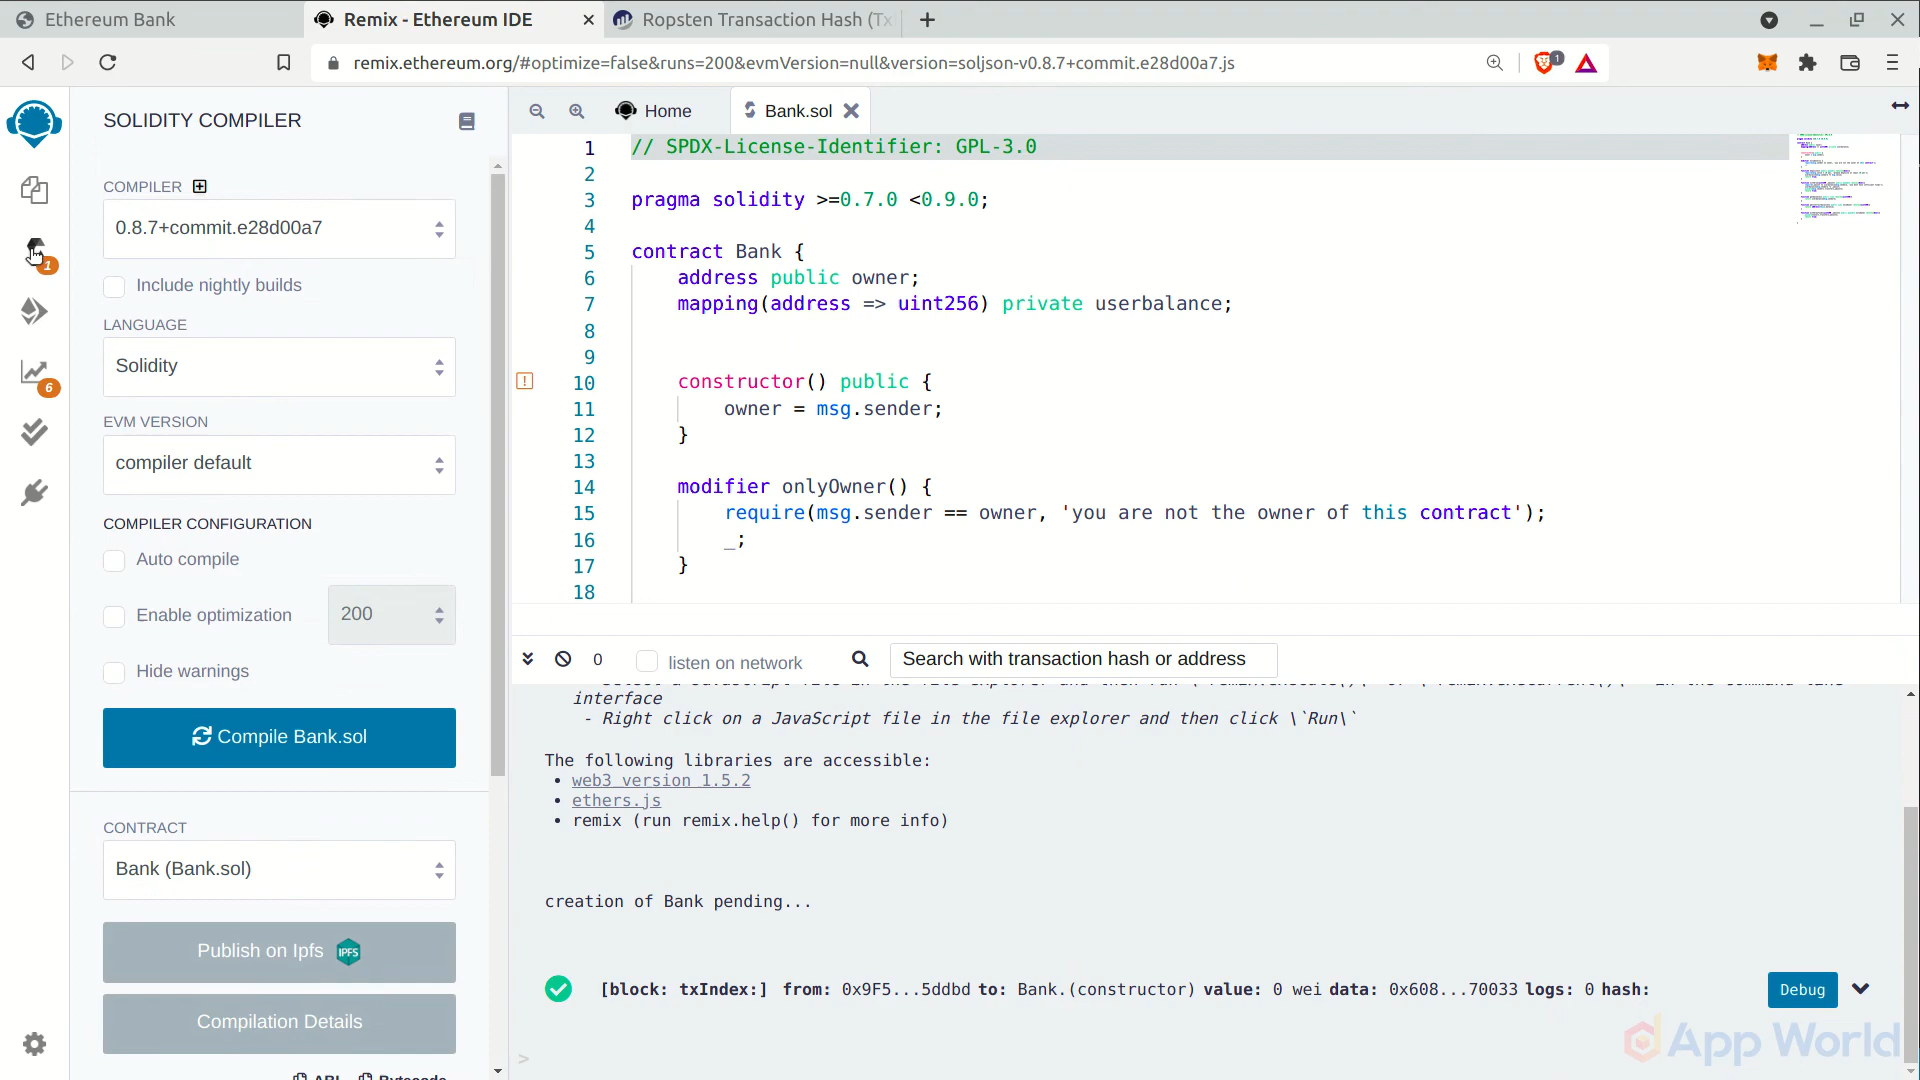 Ethereum Bank
Remix - Ethereum IDE
Ropsten Transaction Hash (Tx
remix.ethereum.org/#optimize=false&runs=200&evmVersion=null&version=soljson-v0.8.7+commit.e28d00a7.js
1
SOLIDITY COMPILER
COMPILER
0.8.7+commit.e28d00a7
Include nightly builds
LANGUAGE
Solidity
EVM VERSION
compiler default
COMPILER CONFIGURATION
Auto compile
Enable optimization
200
Hide warnings
Compile Bank.sol
CONTRACT
Bank (Bank.sol)
Publish on Ipfs
IPFS
Compilation Details
ABI
Bytecode
1
6
Home
Bank.sol
1 // SPDX-License-Identifier: GPL-3.0
2
3 pragma solidity >=0.7.0 <0.9.0;
4
5 contract Bank {
6 address public owner;
7 mapping(address => uint256) private userbalance;
8
9
10 constructor() public {
11 owner = msg.sender;
12 }
13
14 modifier onlyOwner() {
15 require(msg.sender == owner, 'you are not the owner of this contract');
16 _;
17 }
18
0
listen on network
Search with transaction hash or address
interface
- Right click on a JavaScript file in the file explorer and then click \`Run\`
The following libraries are accessible:
• web3 version 1.5.2
• ethers.js
• remix (run remix.help() for more info)
creation of Bank pending...
[block: txIndex:] from: 0x9F5...5ddbd to: Bank.(constructor) value: 0 wei data: 0x608...70033 logs: 0 hash:
Debug
>
dApp World